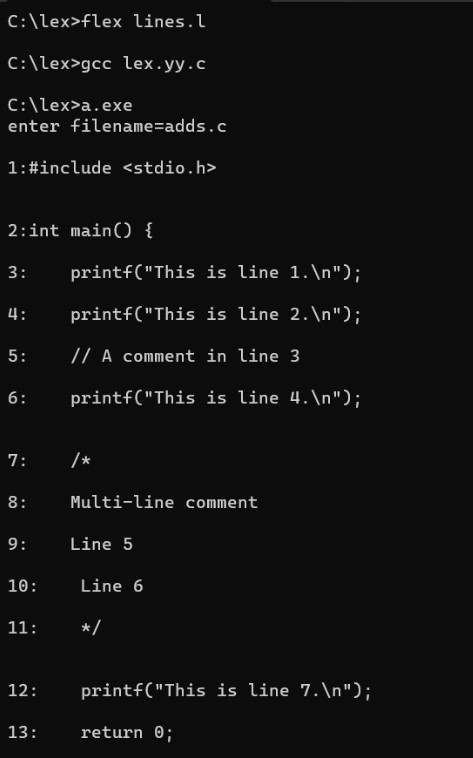 C:\lex>flex lines.l
C:\lex>gcc lex.yy.c
C:\lex>a.exe
enter filename=adds.c
1:#include <stdio.h>
2:int main() {
3:    printf("This is line 1.\n");
4:    printf("This is line 2.\n");
5:    // A comment in line 3
6:    printf("This is line 4.\n");
7:    /*
8:    Multi-line comment
9:    Line 5
10:    Line 6
11:    */
12:    printf("This is line 7.\n");
13:    return 0;